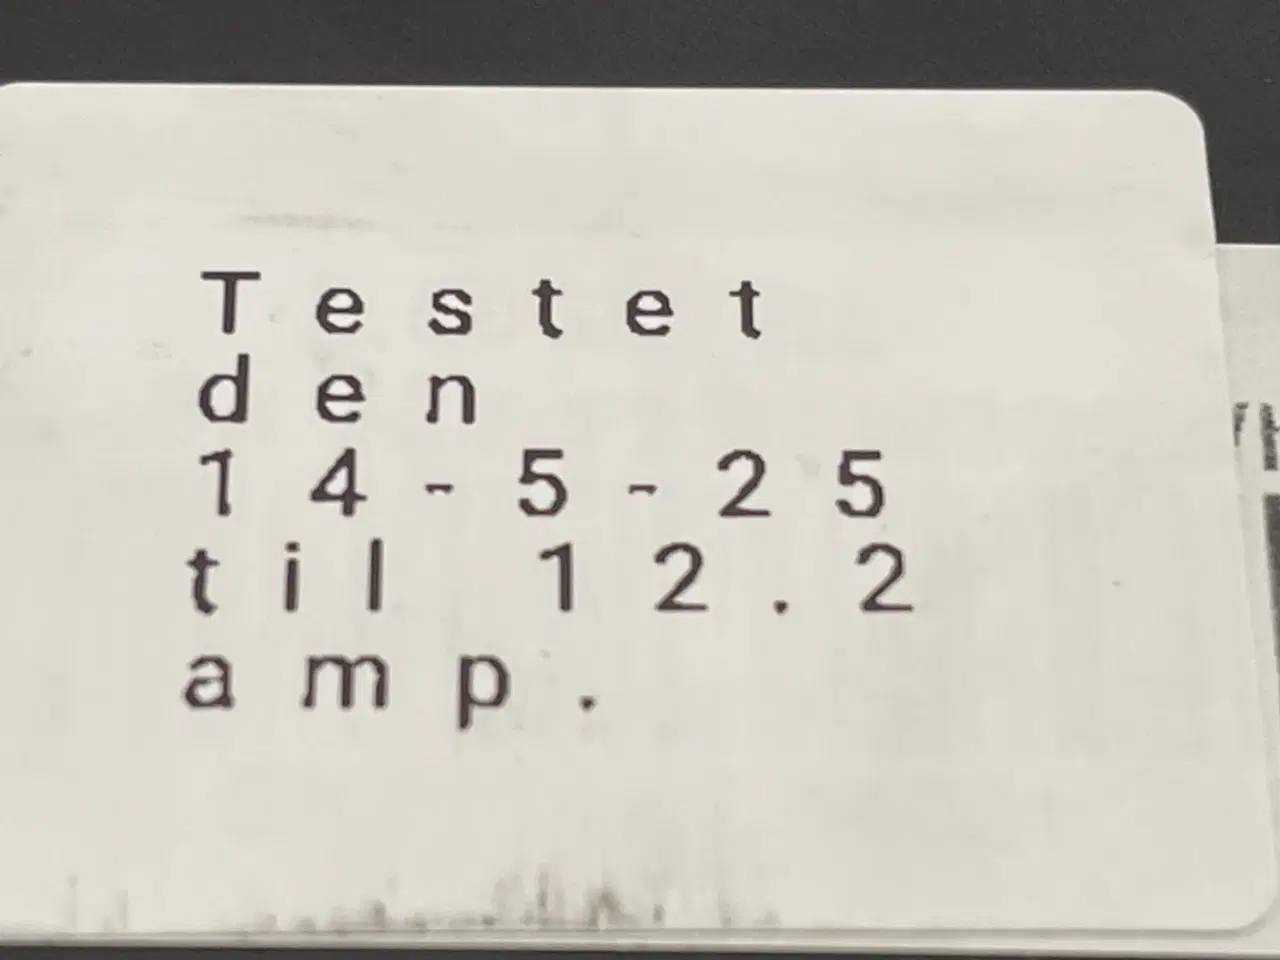 Testet
den
14-5-25
til 12.2
amp.